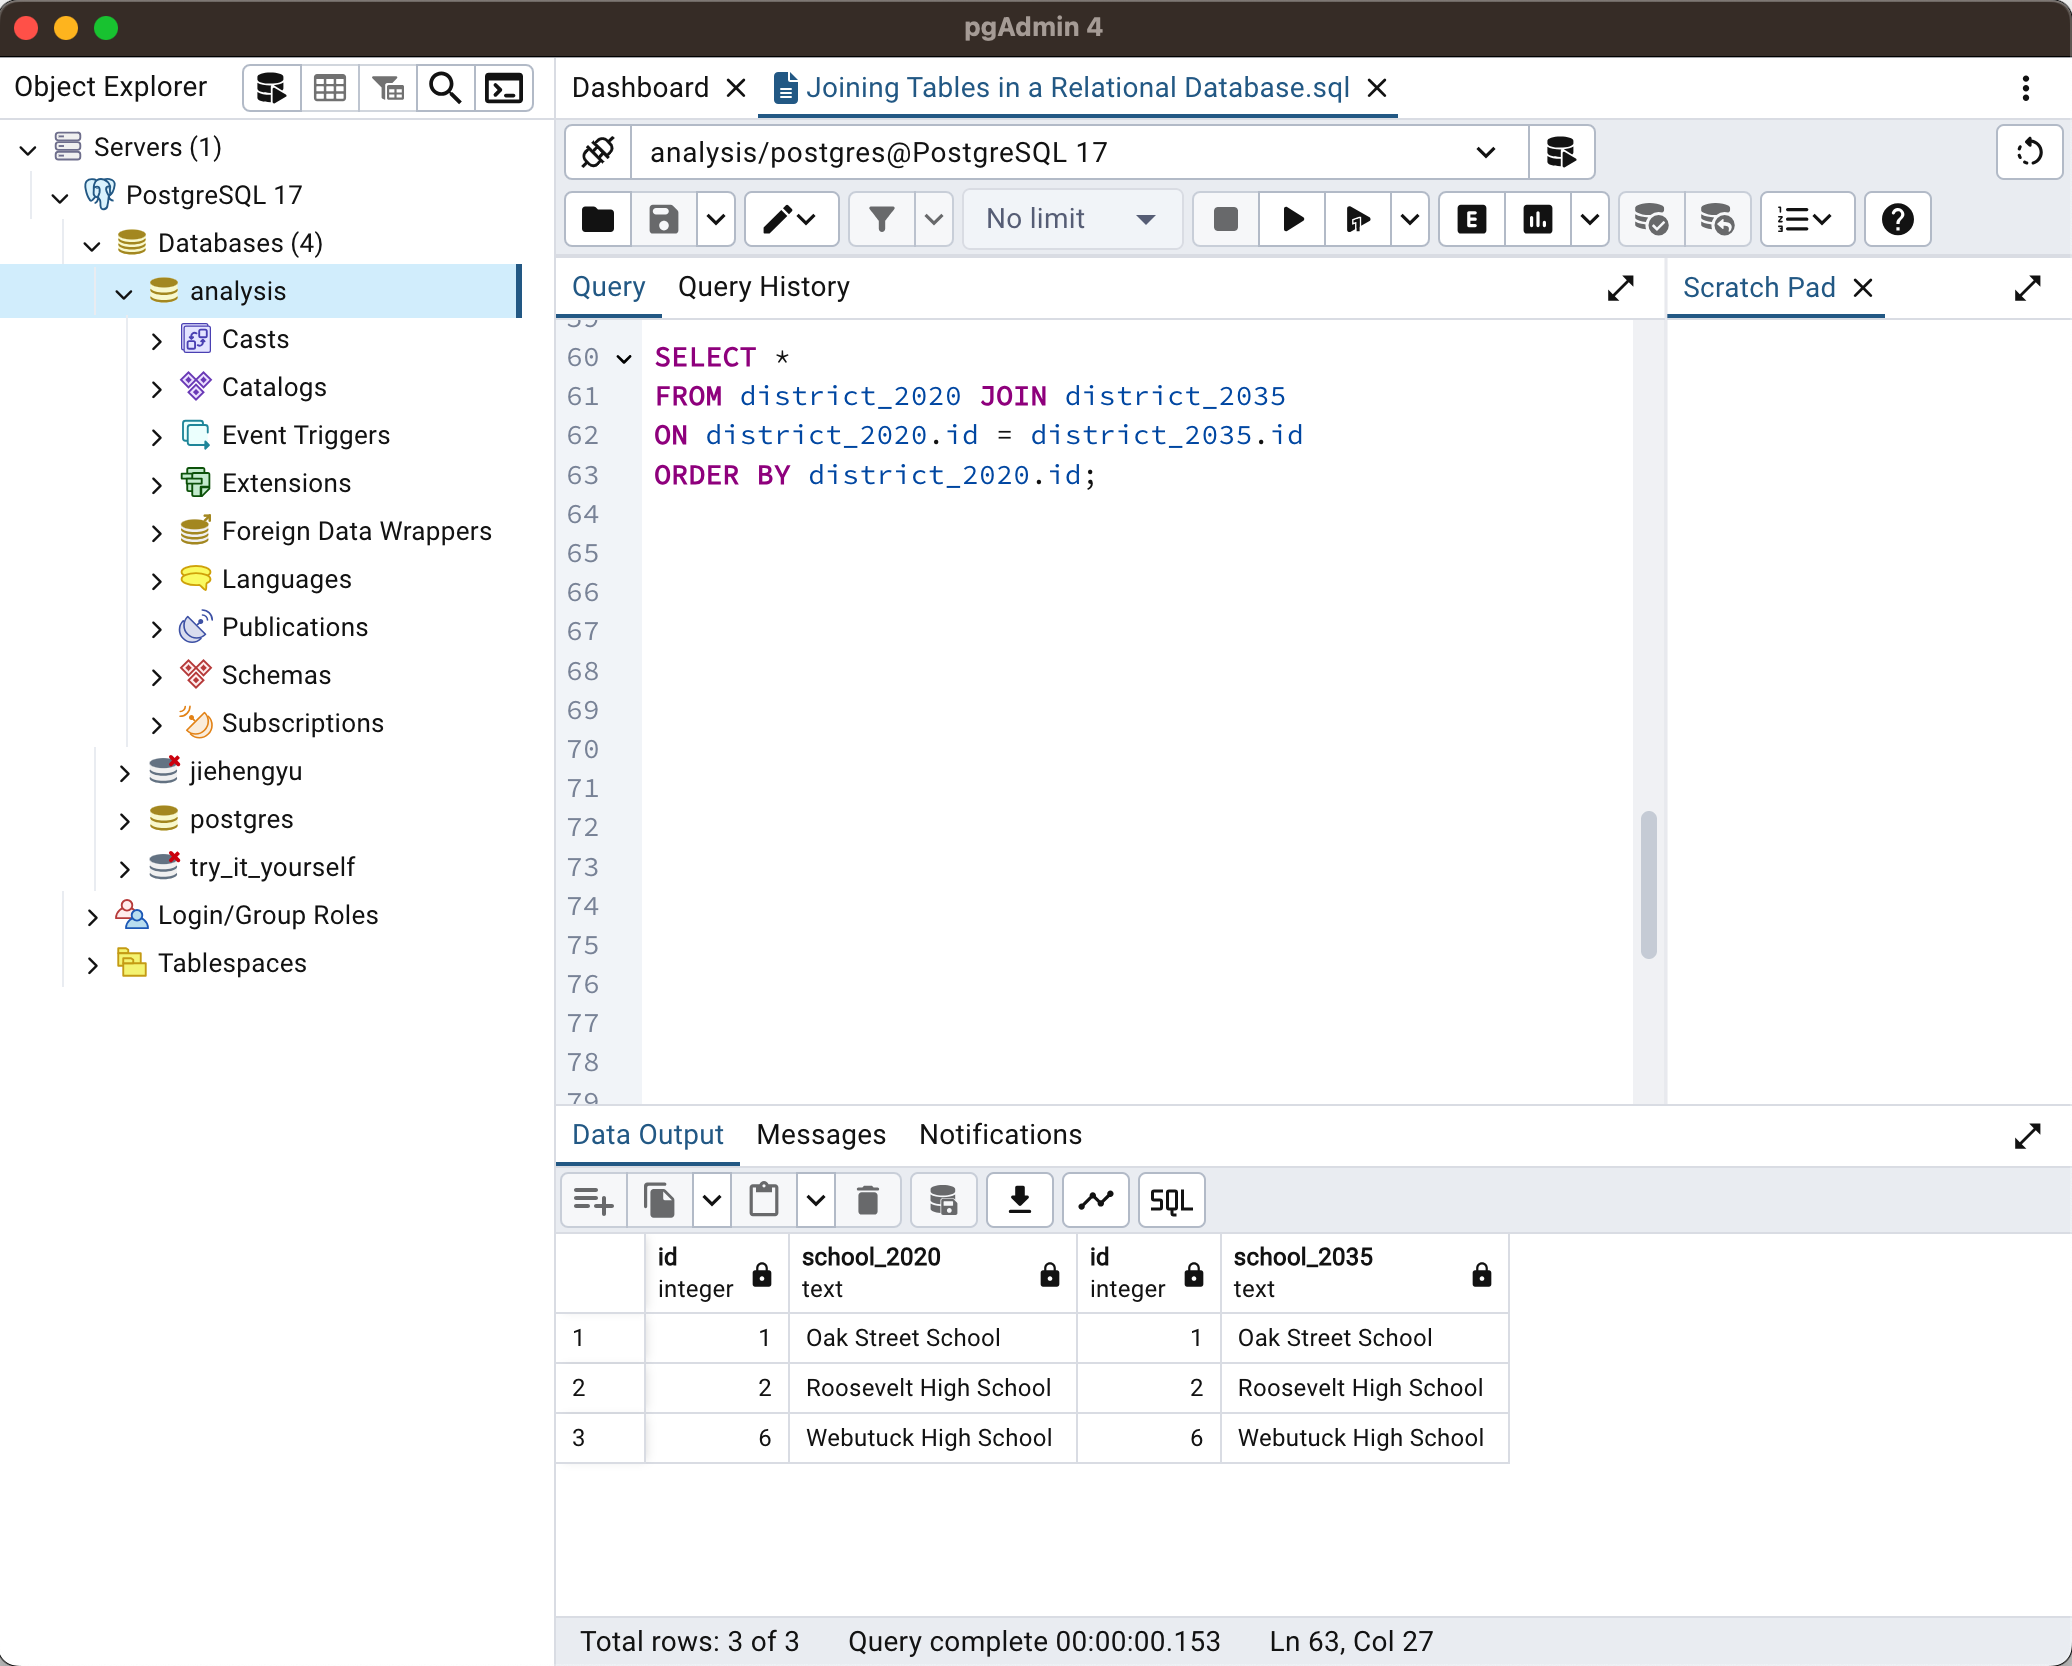 pgAdmin 4
Object Explorer
Servers (1)
PostgreSQL 17
Databases (4)
analysis
Casts
Catalogs
Event Triggers
Extensions
Foreign Data Wrappers
Languages
Publications
Schemas
Subscriptions
jiehengyu
postgres
try_it_yourself
Login/Group Roles
Tablespaces
Dashboard
Joining Tables in a Relational Database.sql
analysis/postgres@PostgreSQL 17
No limit
E
Query
Query History
Scratch Pad
59
60 SELECT *
61 FROM district_2020 JOIN district_2035
62 ON district_2020.id = district_2035.id
63 ORDER BY district_2020.id;
64
65
66
67
68
69
70
71
72
73
74
75
76
77
78
79
Data Output
Messages
Notifications
SQL
id school_2020 id school_2035
integer text integer text
1 1 Oak Street School 1 Oak Street School
2 2 Roosevelt High School 2 Roosevelt High School
3 6 Webutuck High School 6 Webutuck High School
Total rows: 3 of 3 Query complete 00:00:00.153 Ln 63, Col 27